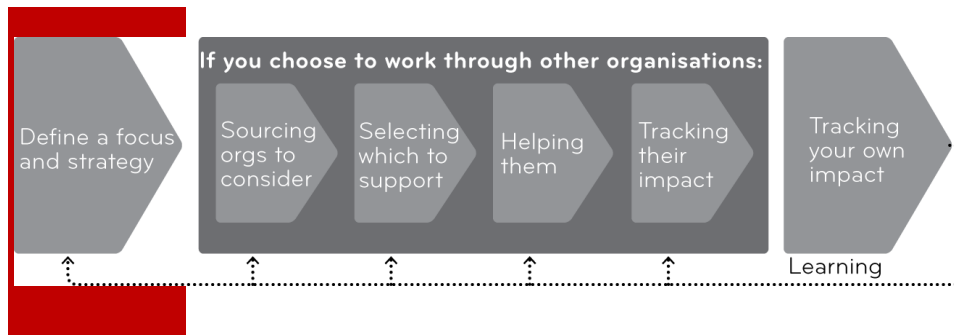 Define a focus
and strategy
If you choose to work through other organisations:
Sourcing
orgs to
consider
Selecting
which to
support
Helping
them
Tracking
their
impact
Tracking
your own
impact
Learning